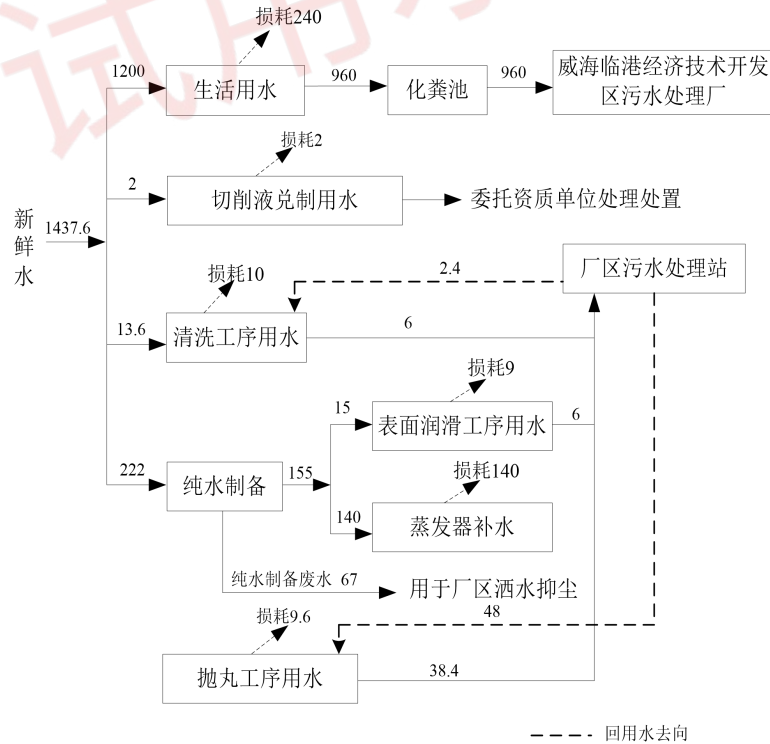 试用水
损耗240
1200
生活用水
960
化粪池
960
威海临港经济技术开发
区污水处理厂
损耗2
2
切削液兑制用水
委托资质单位处理处置
新
鲜
水
1437.6
损耗10
2.4
厂区污水处理站
13.6
清洗工序用水
6
损耗9
15
表面润滑工序用水
6
222
纯水制备
155
损耗140
140
蒸发器补水
纯水制备废水 67
用于厂区洒水抑尘
48
损耗9.6
抛丸工序用水
38.4
回用水去向